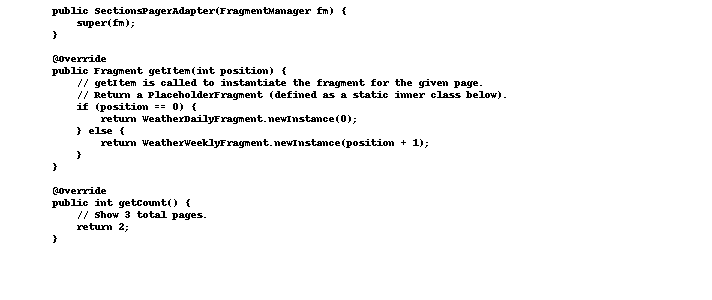 public SectionsPagerAdapter(FragmentManager fm) {
super(fm);
}
@Override
public Fragment getItem(int position) {
// getItem is called to instantiate the fragment for the given page.
// Return a PlaceholderFragment (defined as a static inner class below).
if (position == 0) {
return WeatherDailyFragment.newInstance(0);
} else {
return WeatherWeeklyFragment.newInstance(position + 1);
}
}
@Override
public int getCount() {
// Show 3 total pages.
return 2;
}